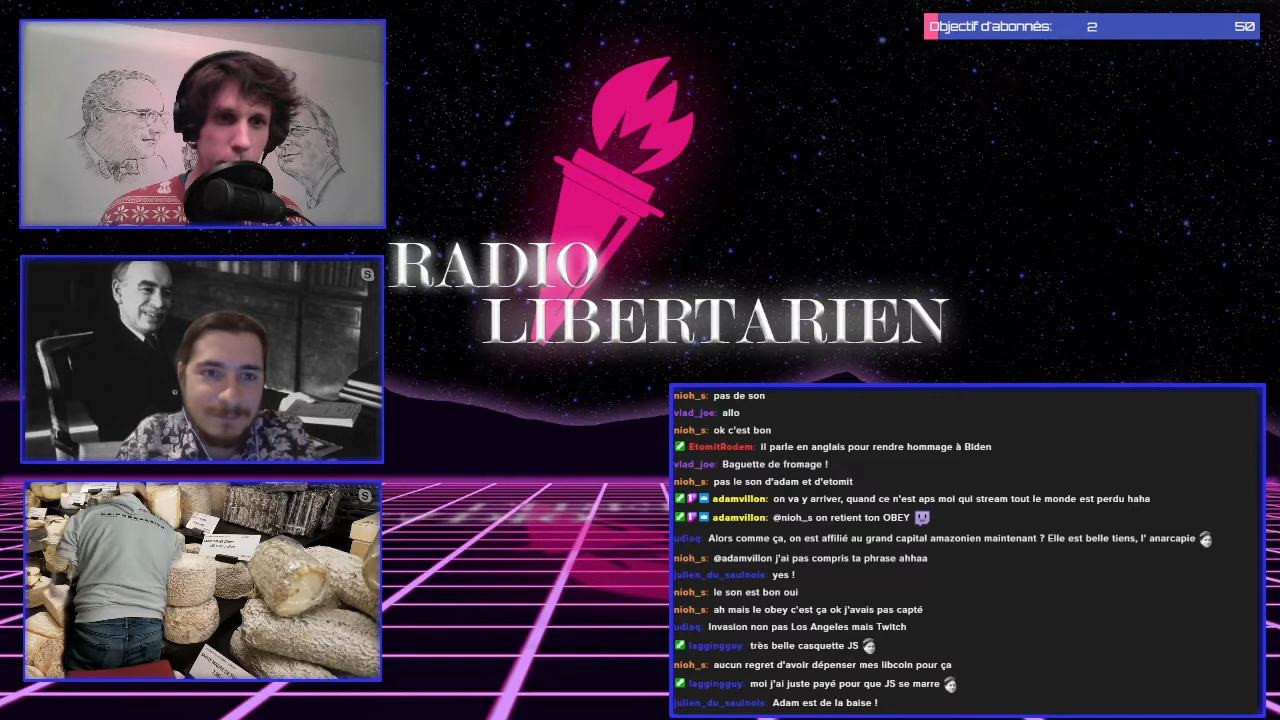 Objectif d'abonnés: 2 50
RADIO
LIBERTARIEN
nioh_s: pas de son
vlad_joe: allo
nioh_s: ok c'est bon
EtomitRodem: Il parle en anglais pour rendre hommage à Biden
vlad_joe: Baguette de fromage !
nioh_s: pas le son d'adam et d'etomit
adamvillon: on va y arriver, quand ce n'est aps moi qui stream tout le monde est perdu haha
adamvillon: @nioh_s on retient ton OBEY
udiaq: Alors comme ça, on est affilié au grand capital amazonien maintenant ? Elle est belle tiens, l' anarcapie
nioh_s: @adamvillon j'ai pas compris ta phrase ahhaa
julien_du_saulnois: yes !
nioh_s: le son est bon oui
nioh_s: ah mais le obey c'est ça ok j'avais pas capté
udiaq: Invasion non pas Los Angeles mais Twitch
laggingguy: très belle casquette JS
nioh_s: aucun regret d'avoir dépenser mes libcoin pour ça
laggingguy: moi j'ai juste payé pour que JS se marre
julien_du_saulnois: Adam est de la baise !